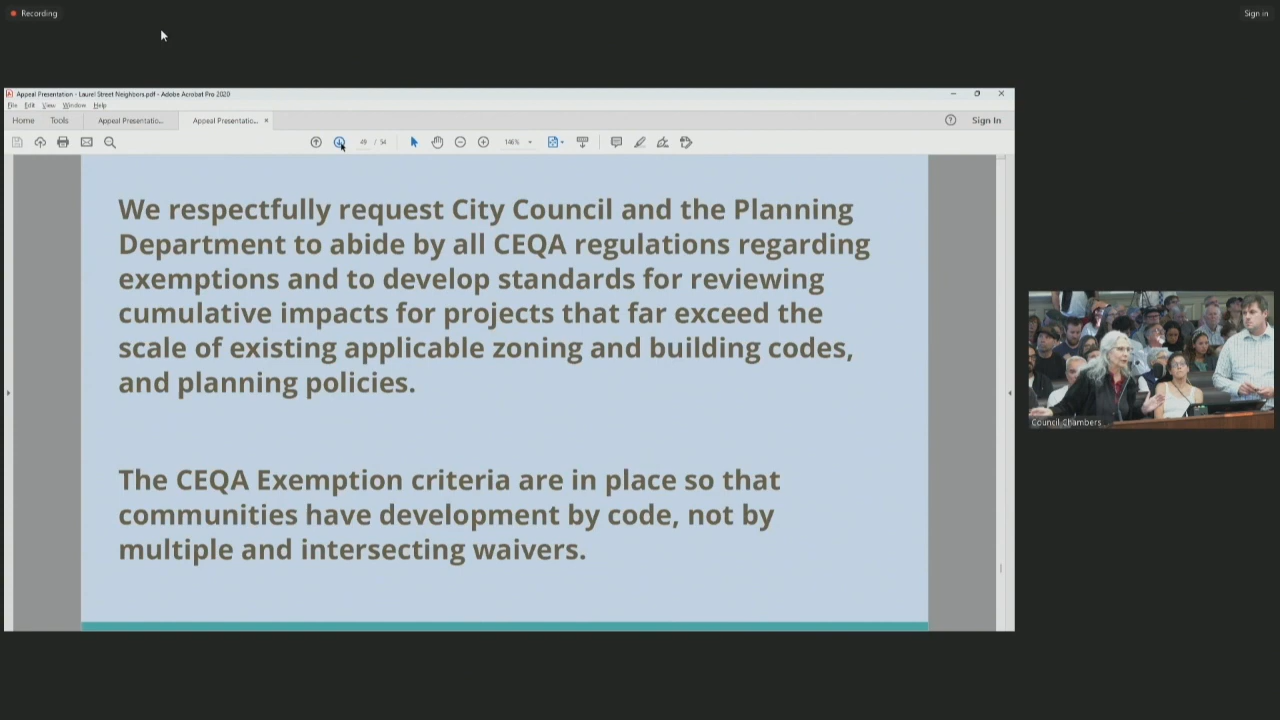 Recording
Sign in
Appeal Presentation - Laurel Street Neighbors.pdf - Adobe Acrobat Pro 2020
File Edit View Window Help
Home Tools Appeal Presentatio... Appeal Presentatio... × Sign In
49 / 54 146%
We respectfully request City Council and the Planning
Department to abide by all CEQA regulations regarding
exemptions and to develop standards for reviewing
cumulative impacts for projects that far exceed the
scale of existing applicable zoning and building codes,
and planning policies.
The CEQA Exemption criteria are in place so that
communities have development by code, not by
multiple and intersecting waivers.
Council Chambers